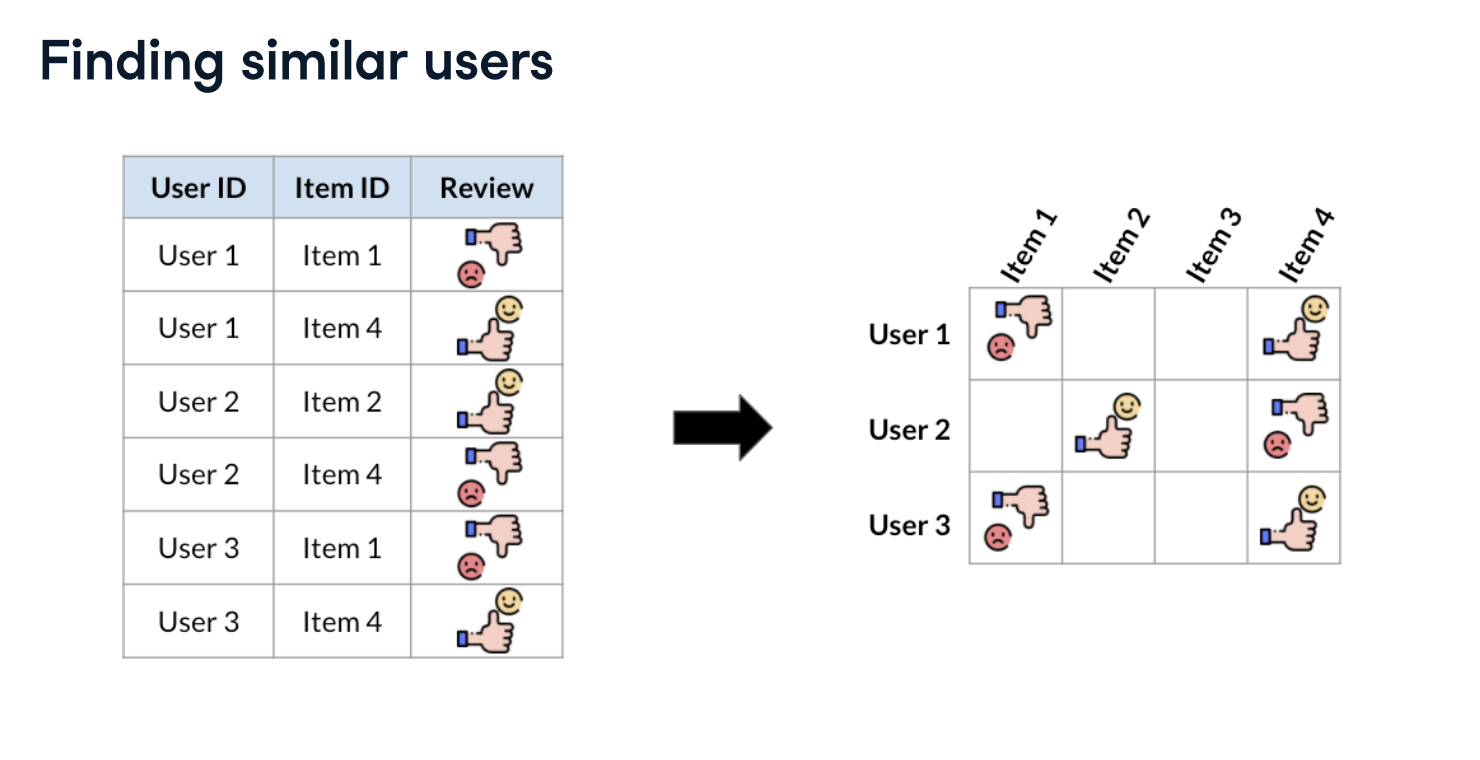 Finding similar users
User ID Item ID Review
User 1 Item 1
User 1 Item 4
User 2 Item 2
User 2 Item 4
User 3 Item 1
User 3 Item 4
Item 1 Item 2 Item 3 Item 4
User 1
User 2
User 3